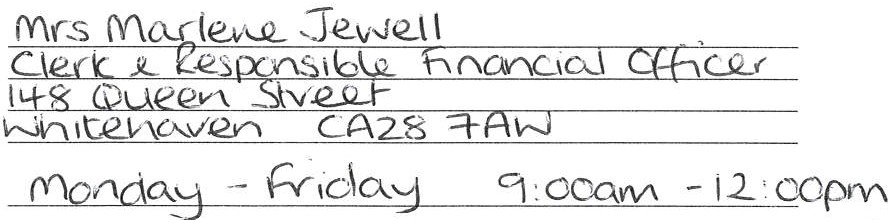 Mrs Marlene Jewell
Clerk & Responsible Financial Officer
148 Queen Street
Whitehaven CA28 7AW
Monday - Friday 9:00am - 12:00pm